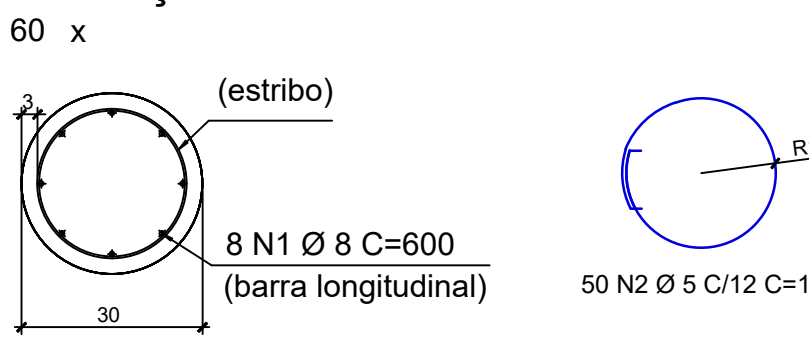 60 x
3
(estribo)
8 N1 Ø 8 C=600
(barra longitudinal)
30
R
50 N2 Ø 5 C/12 C=1